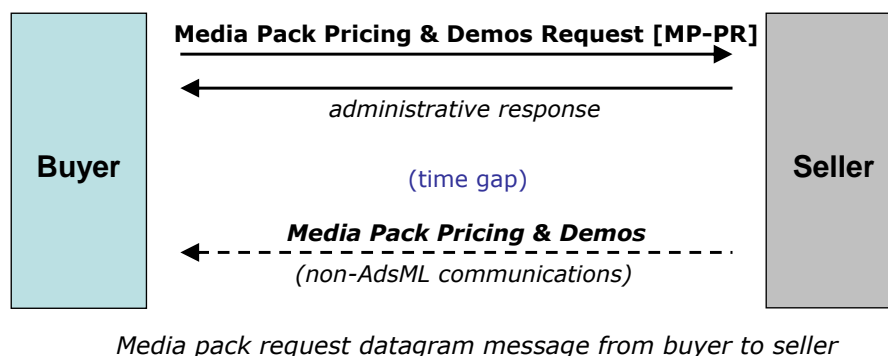 Media Pack Pricing & Demos Request [MP-PR]
administrative response
Buyer
Seller
(time gap)
Media Pack Pricing & Demos
(non-AdsML communications)
Media pack request datagram message from buyer to seller